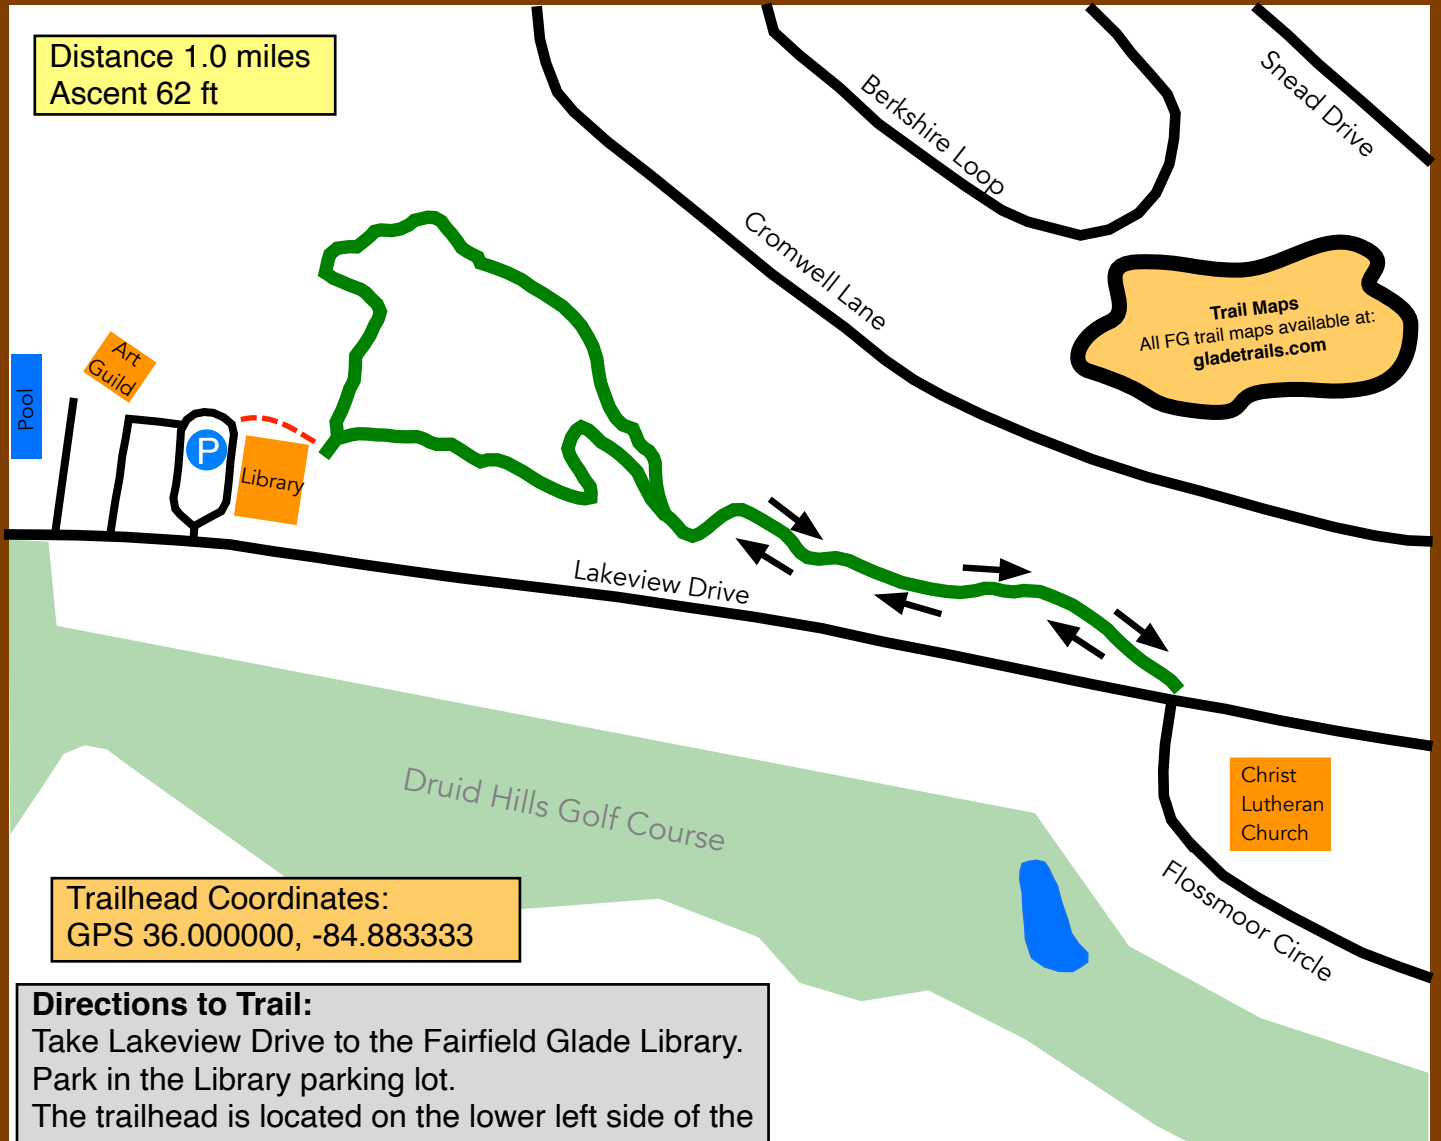 Distance 1.0 miles
Ascent 62 ft
Snead Drive
Berkshire Loop
Cromwell Lane
Trail Maps
All FG trail maps available at:
gladetrails.com
Art
Guild
Pool
P
Library
Lakeview Drive
Druid Hills Golf Course
Christ
Lutheran
Church
Flossmoor Circle
Trailhead Coordinates:
GPS 36.000000, -84.883333
Directions to Trail:
Take Lakeview Drive to the Fairfield Glade Library.
Park in the Library parking lot.
The trailhead is located on the lower left side of the